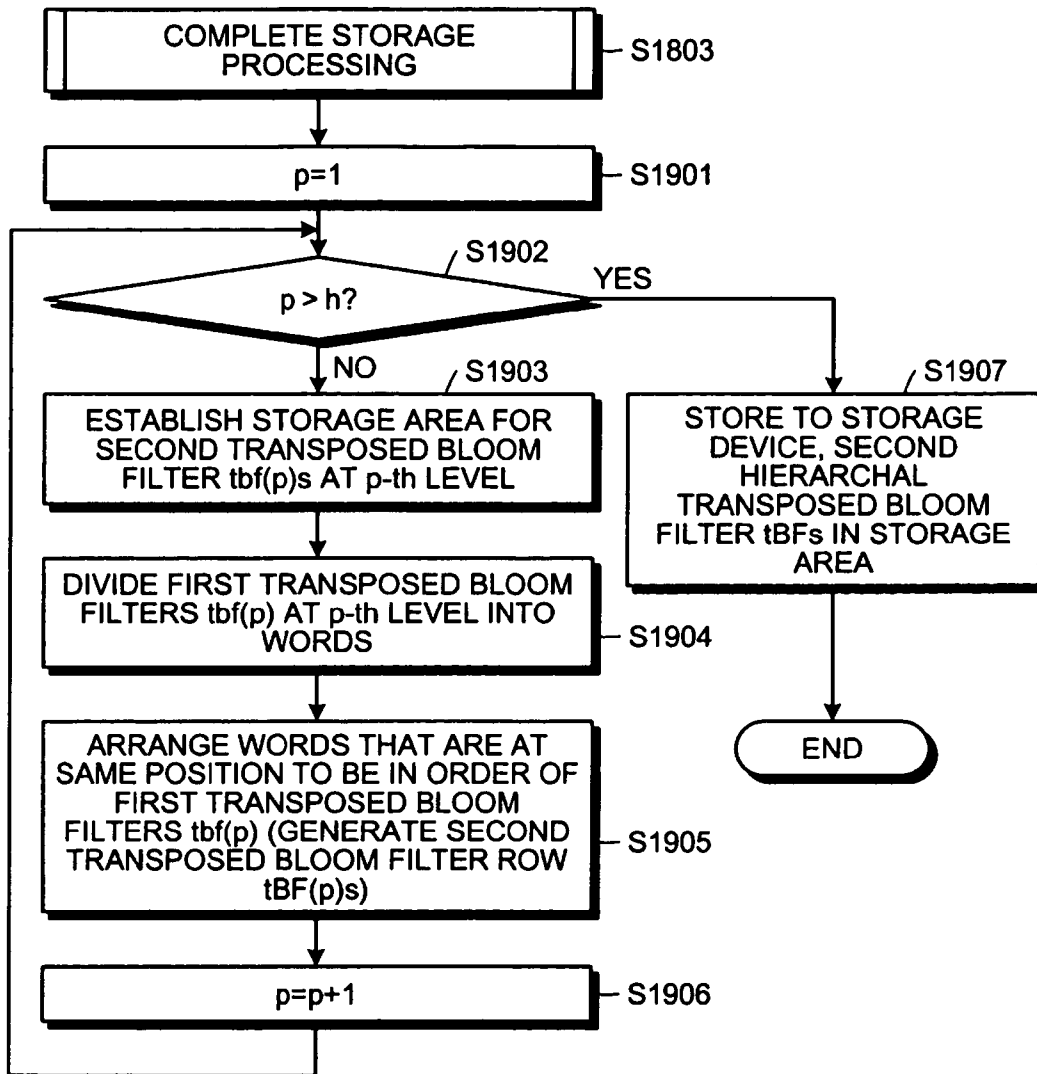 COMPLETE STORAGE
PROCESSING
S1803
p=1
S1901
S1902
p > h?
YES
NO
S1903
ESTABLISH STORAGE AREA FOR
SECOND TRANSPOSED BLOOM
FILTER tbf(p)s AT p-th LEVEL
DIVIDE FIRST TRANSPOSED BLOOM
FILTERS tbf(p) AT p-th LEVEL INTO
WORDS
S1904
ARRANGE WORDS THAT ARE AT
SAME POSITION TO BE IN ORDER OF
FIRST TRANSPOSED BLOOM
FILTERS tbf(p) (GENERATE SECOND
TRANSPOSED BLOOM FILTER ROW
tBF(p)s)
S1905
p=p+1
S1906
S1907
STORE TO STORAGE
DEVICE, SECOND
HIERARCHAL
TRANSPOSED BLOOM
FILTER tBFs IN STORAGE
AREA
END